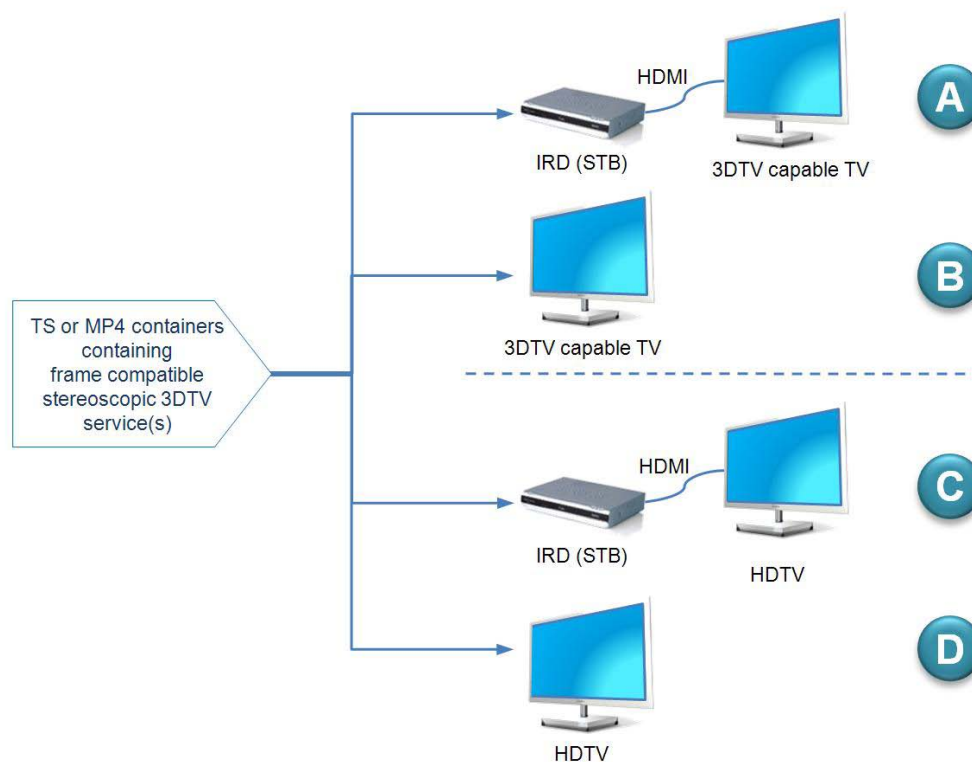 HDMI
A
IRD (STB)
3DTV capable TV
B
3DTV capable TV
TS or MP4 containers
containing
frame compatible
stereoscopic 3DTV
service(s)
HDMI
C
IRD (STB)
HDTV
D
HDTV